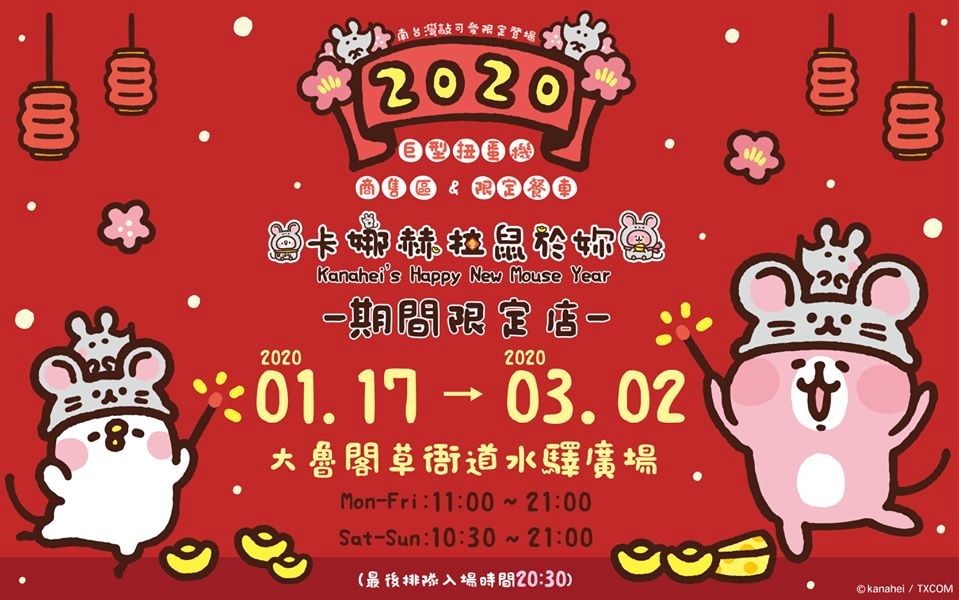 南台灣敲可愛限定登場
2020
巨型扭蛋機
商售區 & 限定餐車
卡娜赫拉鼠於妳
Kanahei's Happy New Mouse Year
-期間限定店-
2020 2020
01.17 → 03.02
大魯閣草衙道水驛廣場
Mon-Fri:11:00 ~ 21:00
Sat-Sun:10:30 ~ 21:00
(最後排隊入場時間20:30)
©kanahei / TXCOM